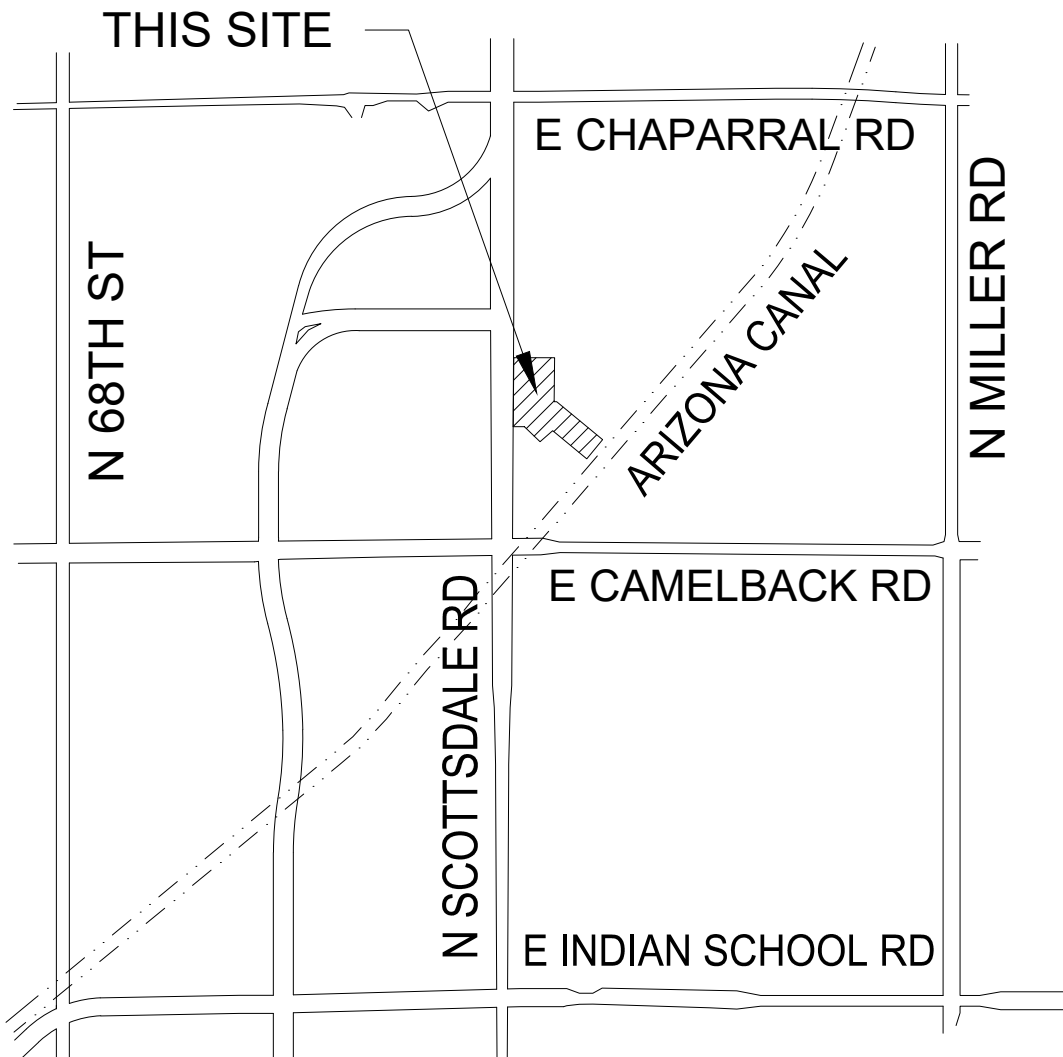 THIS SITE
E CHAPARRAL RD
N 68TH ST
N MILLER RD
ARIZONA CANAL
E CAMELBACK RD
N SCOTTSDALE RD
E INDIAN SCHOOL RD